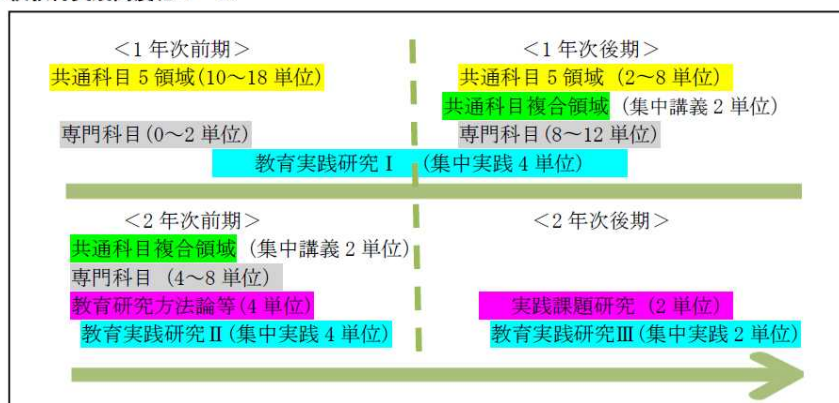 <1年次前期>
共通科目5領域(10～18単位)
専門科目(0～2単位)
<1年次後期>
共通科目5領域 (2～8単位)
共通科目複合領域 (集中講義2単位)
専門科目(8～12単位)
教育実践研究Ⅰ (集中実践4単位)
<2年次前期>
共通科目複合領域 (集中講義2単位)
専門科目 (4～8単位)
教育研究方法論等(4単位)
教育実践研究Ⅱ(集中実践4単位)
<2年次後期>
実践課題研究 (2単位)
教育実践研究Ⅲ(集中実践2単位)